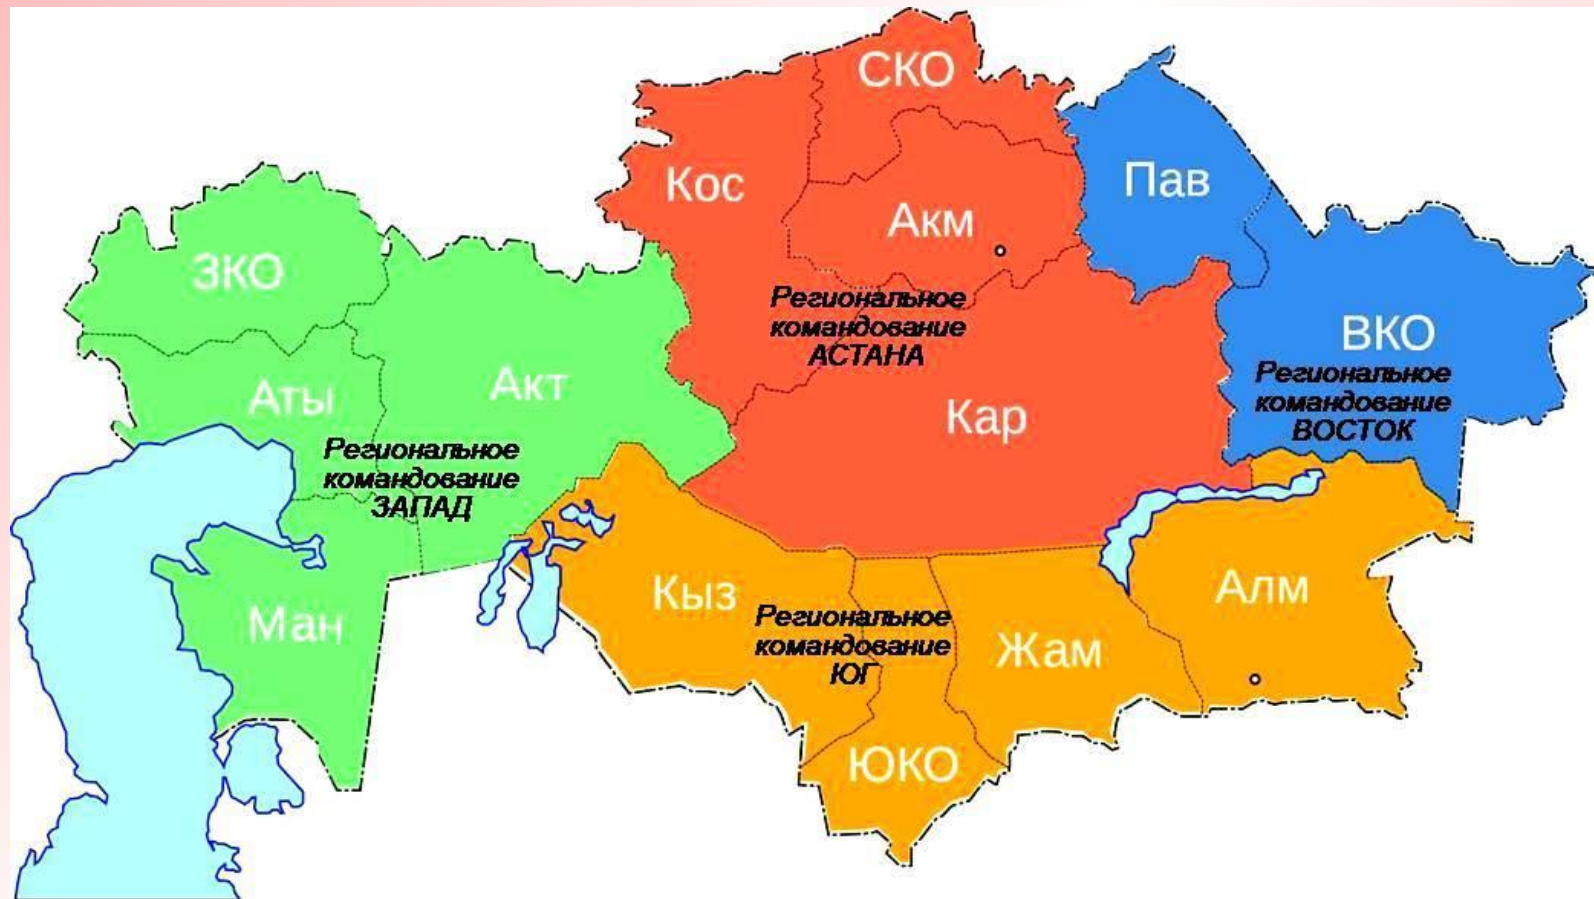 СКО
Кос
Пав
Акм
ЗКО
Региональное
командование
АСТАНА
ВКО
Региональное
командование
ВОСТОК
Акт
Аты
Кар
Региональное
командование
ЗАПАД
Кыз
Алм
Ман
Региональное
командование
ЮГ
Жам
ЮКО